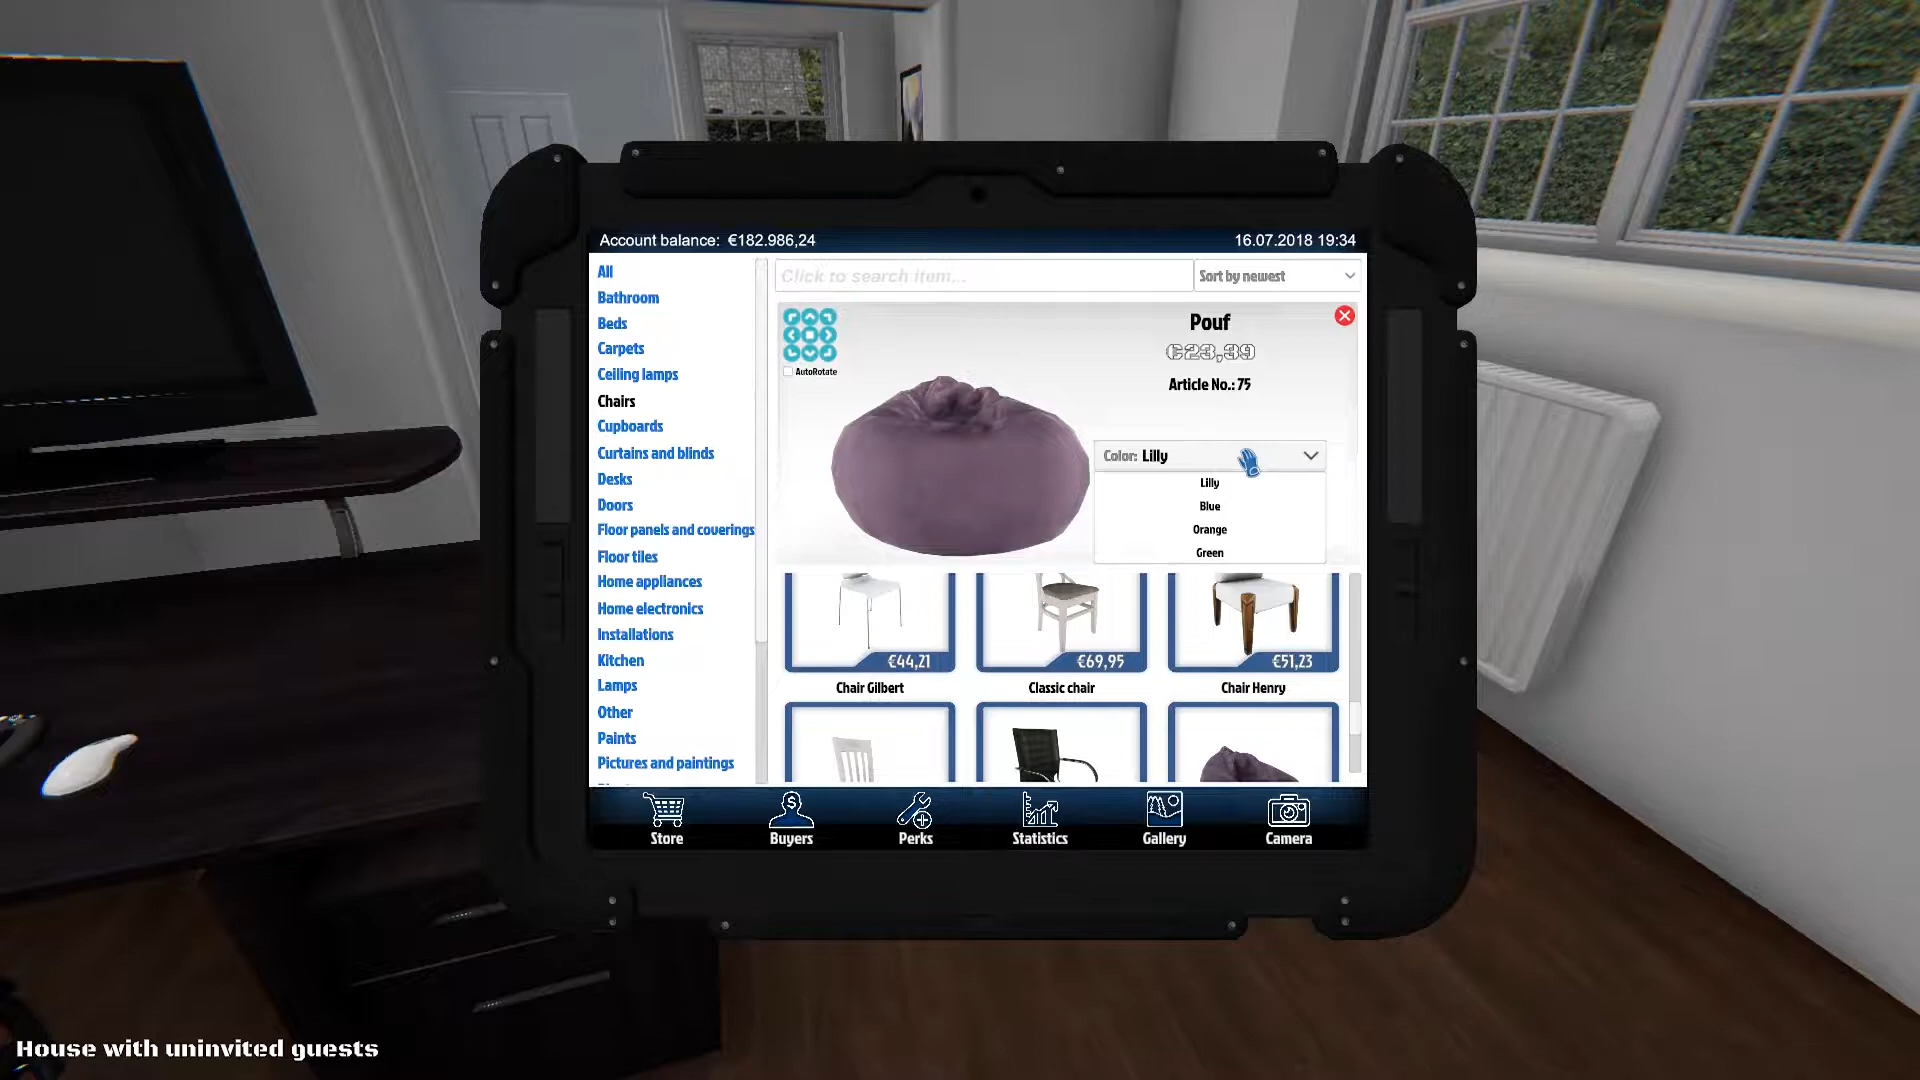 Account balance: €182.986,24
16.07.2018 19:34
All
Bathroom
Beds
Carpets
Ceiling lamps
Chairs
Cupboards
Curtains and blinds
Desks
Doors
Floor panels and coverings
Floor tiles
Home appliances
Home electronics
Installations
Kitchen
Lamps
Other
Paints
Pictures and paintings
Click to search item...
Sort by newest
AutoRotate
Pouf
€23,39
Article No.: 75
Color: Lilly
Lilly
Blue
Orange
Green
€44,21
€69,95
€51,23
Chair Gilbert
Classic chair
Chair Henry
Store
Buyers
Perks
Statistics
Gallery
Camera
House with uninvited guests